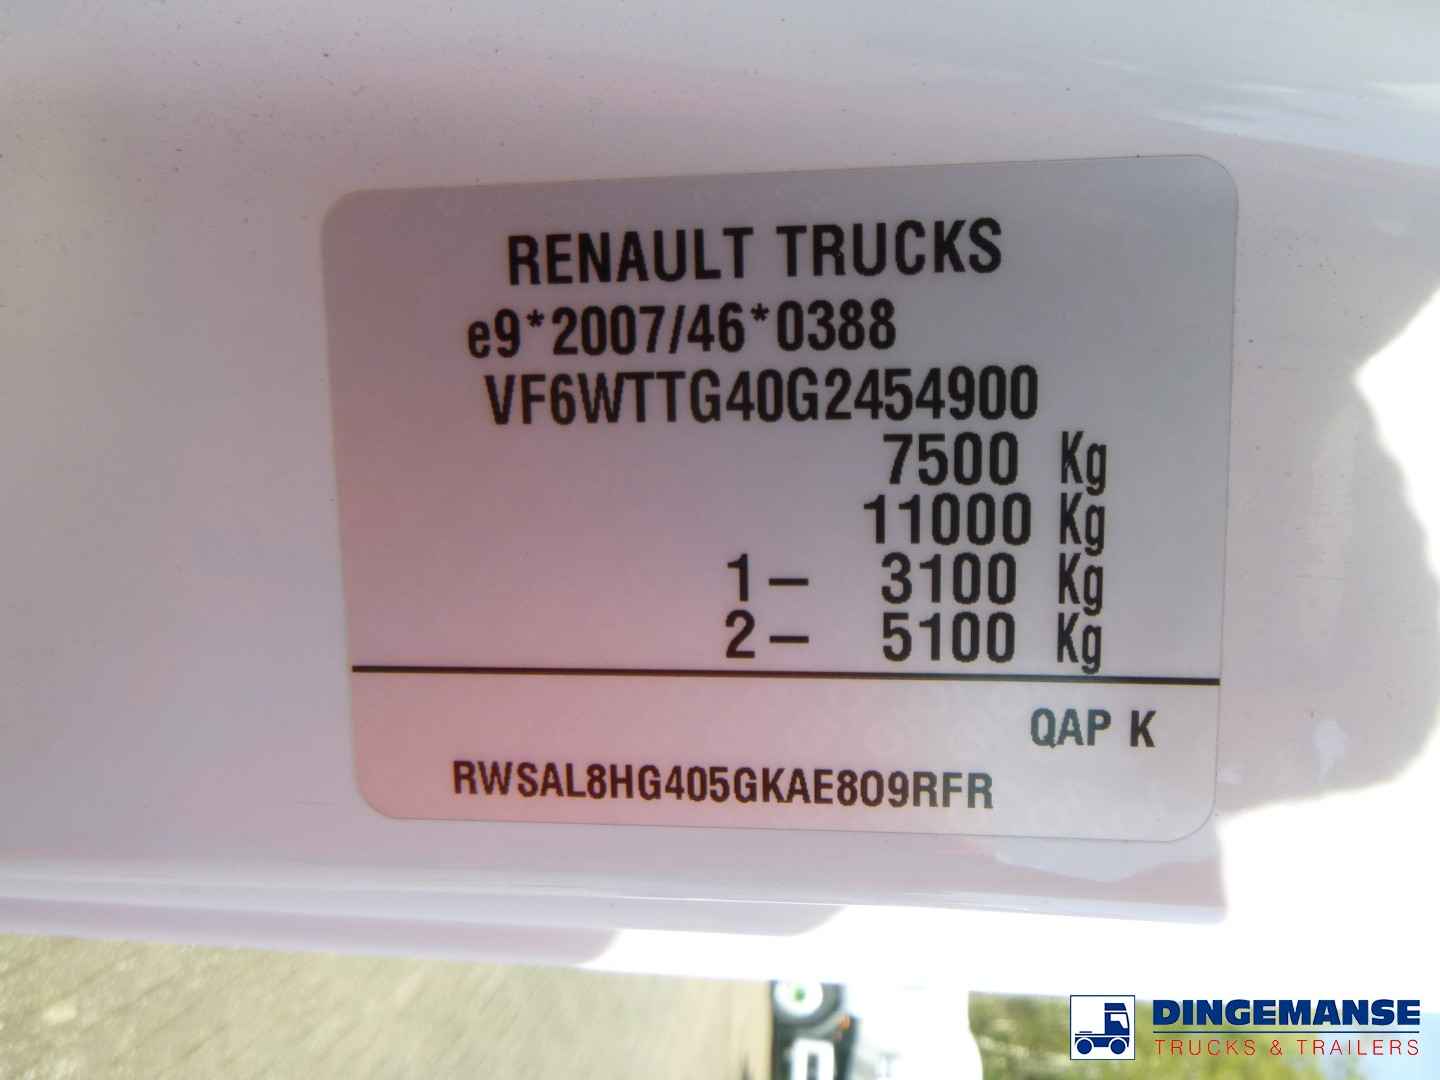 RENAULT TRUCKS
e9*2007/46*0388
VF6WTTG40G2454900
7500 Kg
11000 Kg
1– 3100 Kg
2– 5100 Kg
QAP K
RWSAL8HG405GKAE809RFR
DINGEMANSE
TRUCKS & TRAILERS